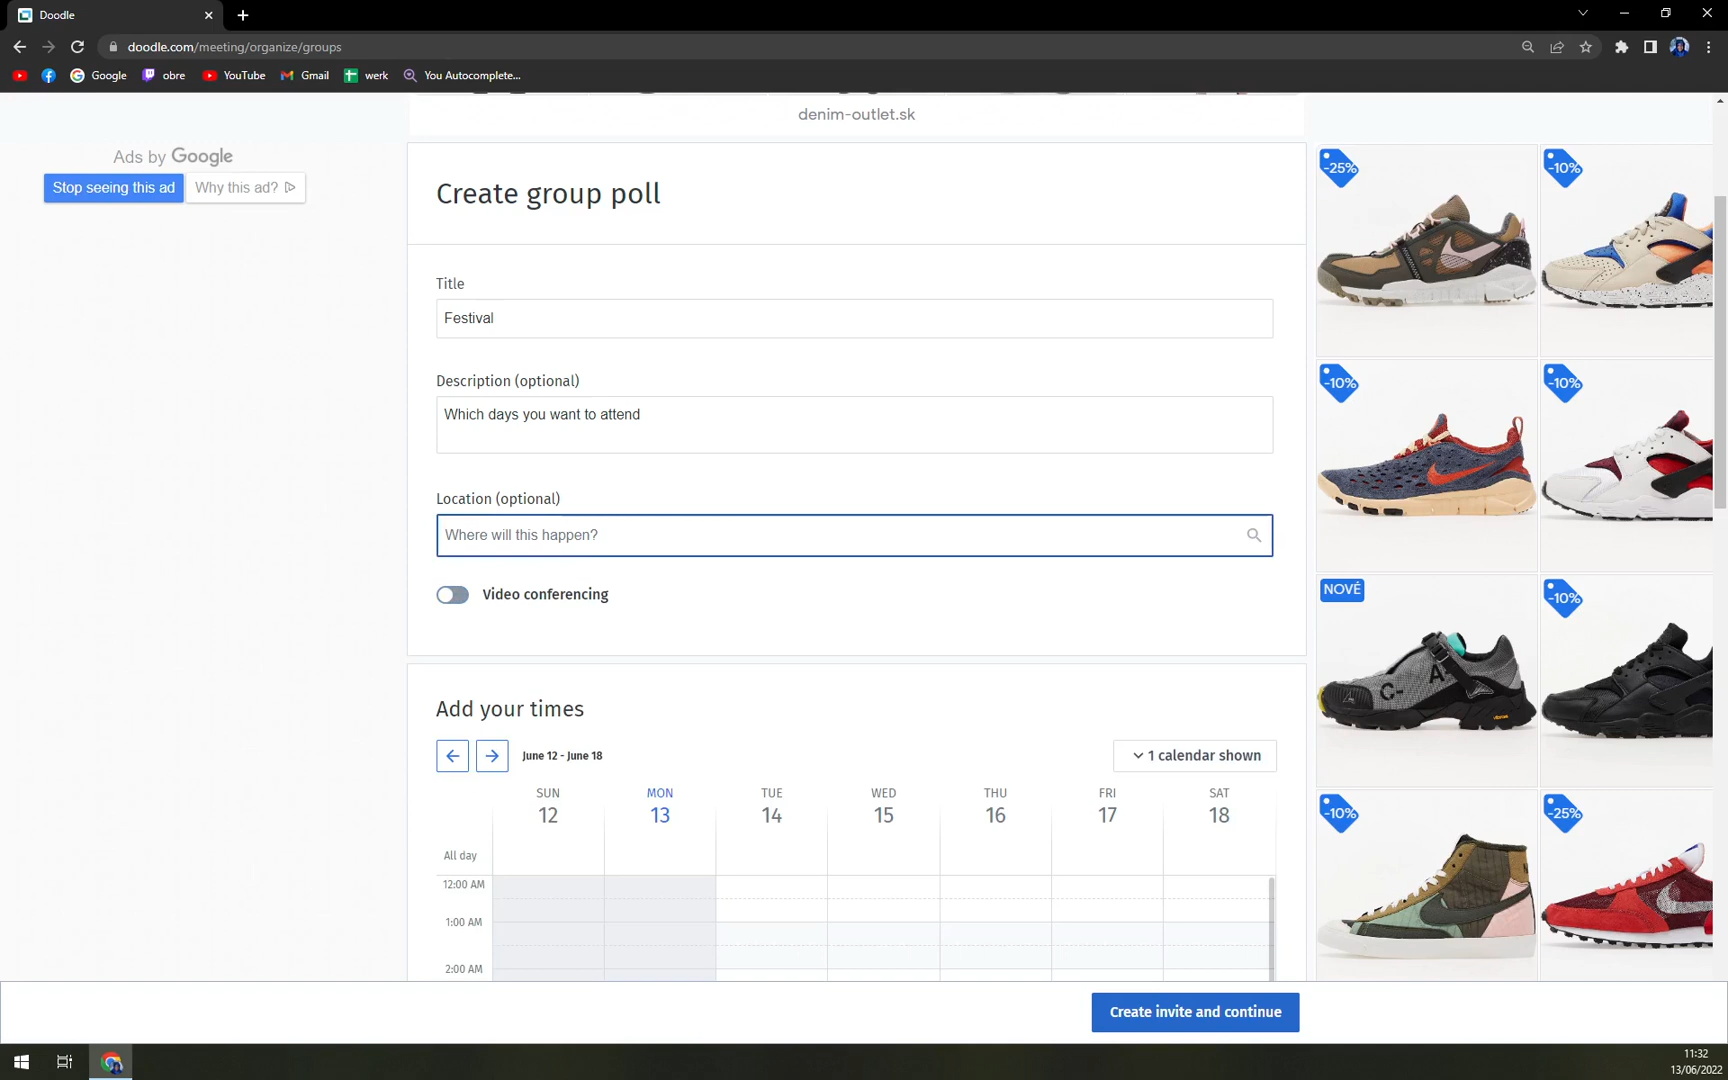 Doodle
doodle.com/meeting/organize/groups
Google
obre
YouTube
Gmail
werk
You Autocomplete...
denim-outlet.sk
Ads by Google
Stop seeing this ad
Why this ad?
Create group poll
Title
Festival
Description (optional)
Which days you want to attend
Location (optional)
Where will this happen?
Video conferencing
Add your times
June 12 - June 18
1 calendar shown
SUN MON TUE WED THU FRI SAT
12 13 14 15 16 17 18
All day
12:00 AM
1:00 AM
2:00 AM
-25%
-10%
-10%
-10%
NOVÉ
-10%
C- A-
-10%
-25%
Create invite and continue
11:32
13/06/2022